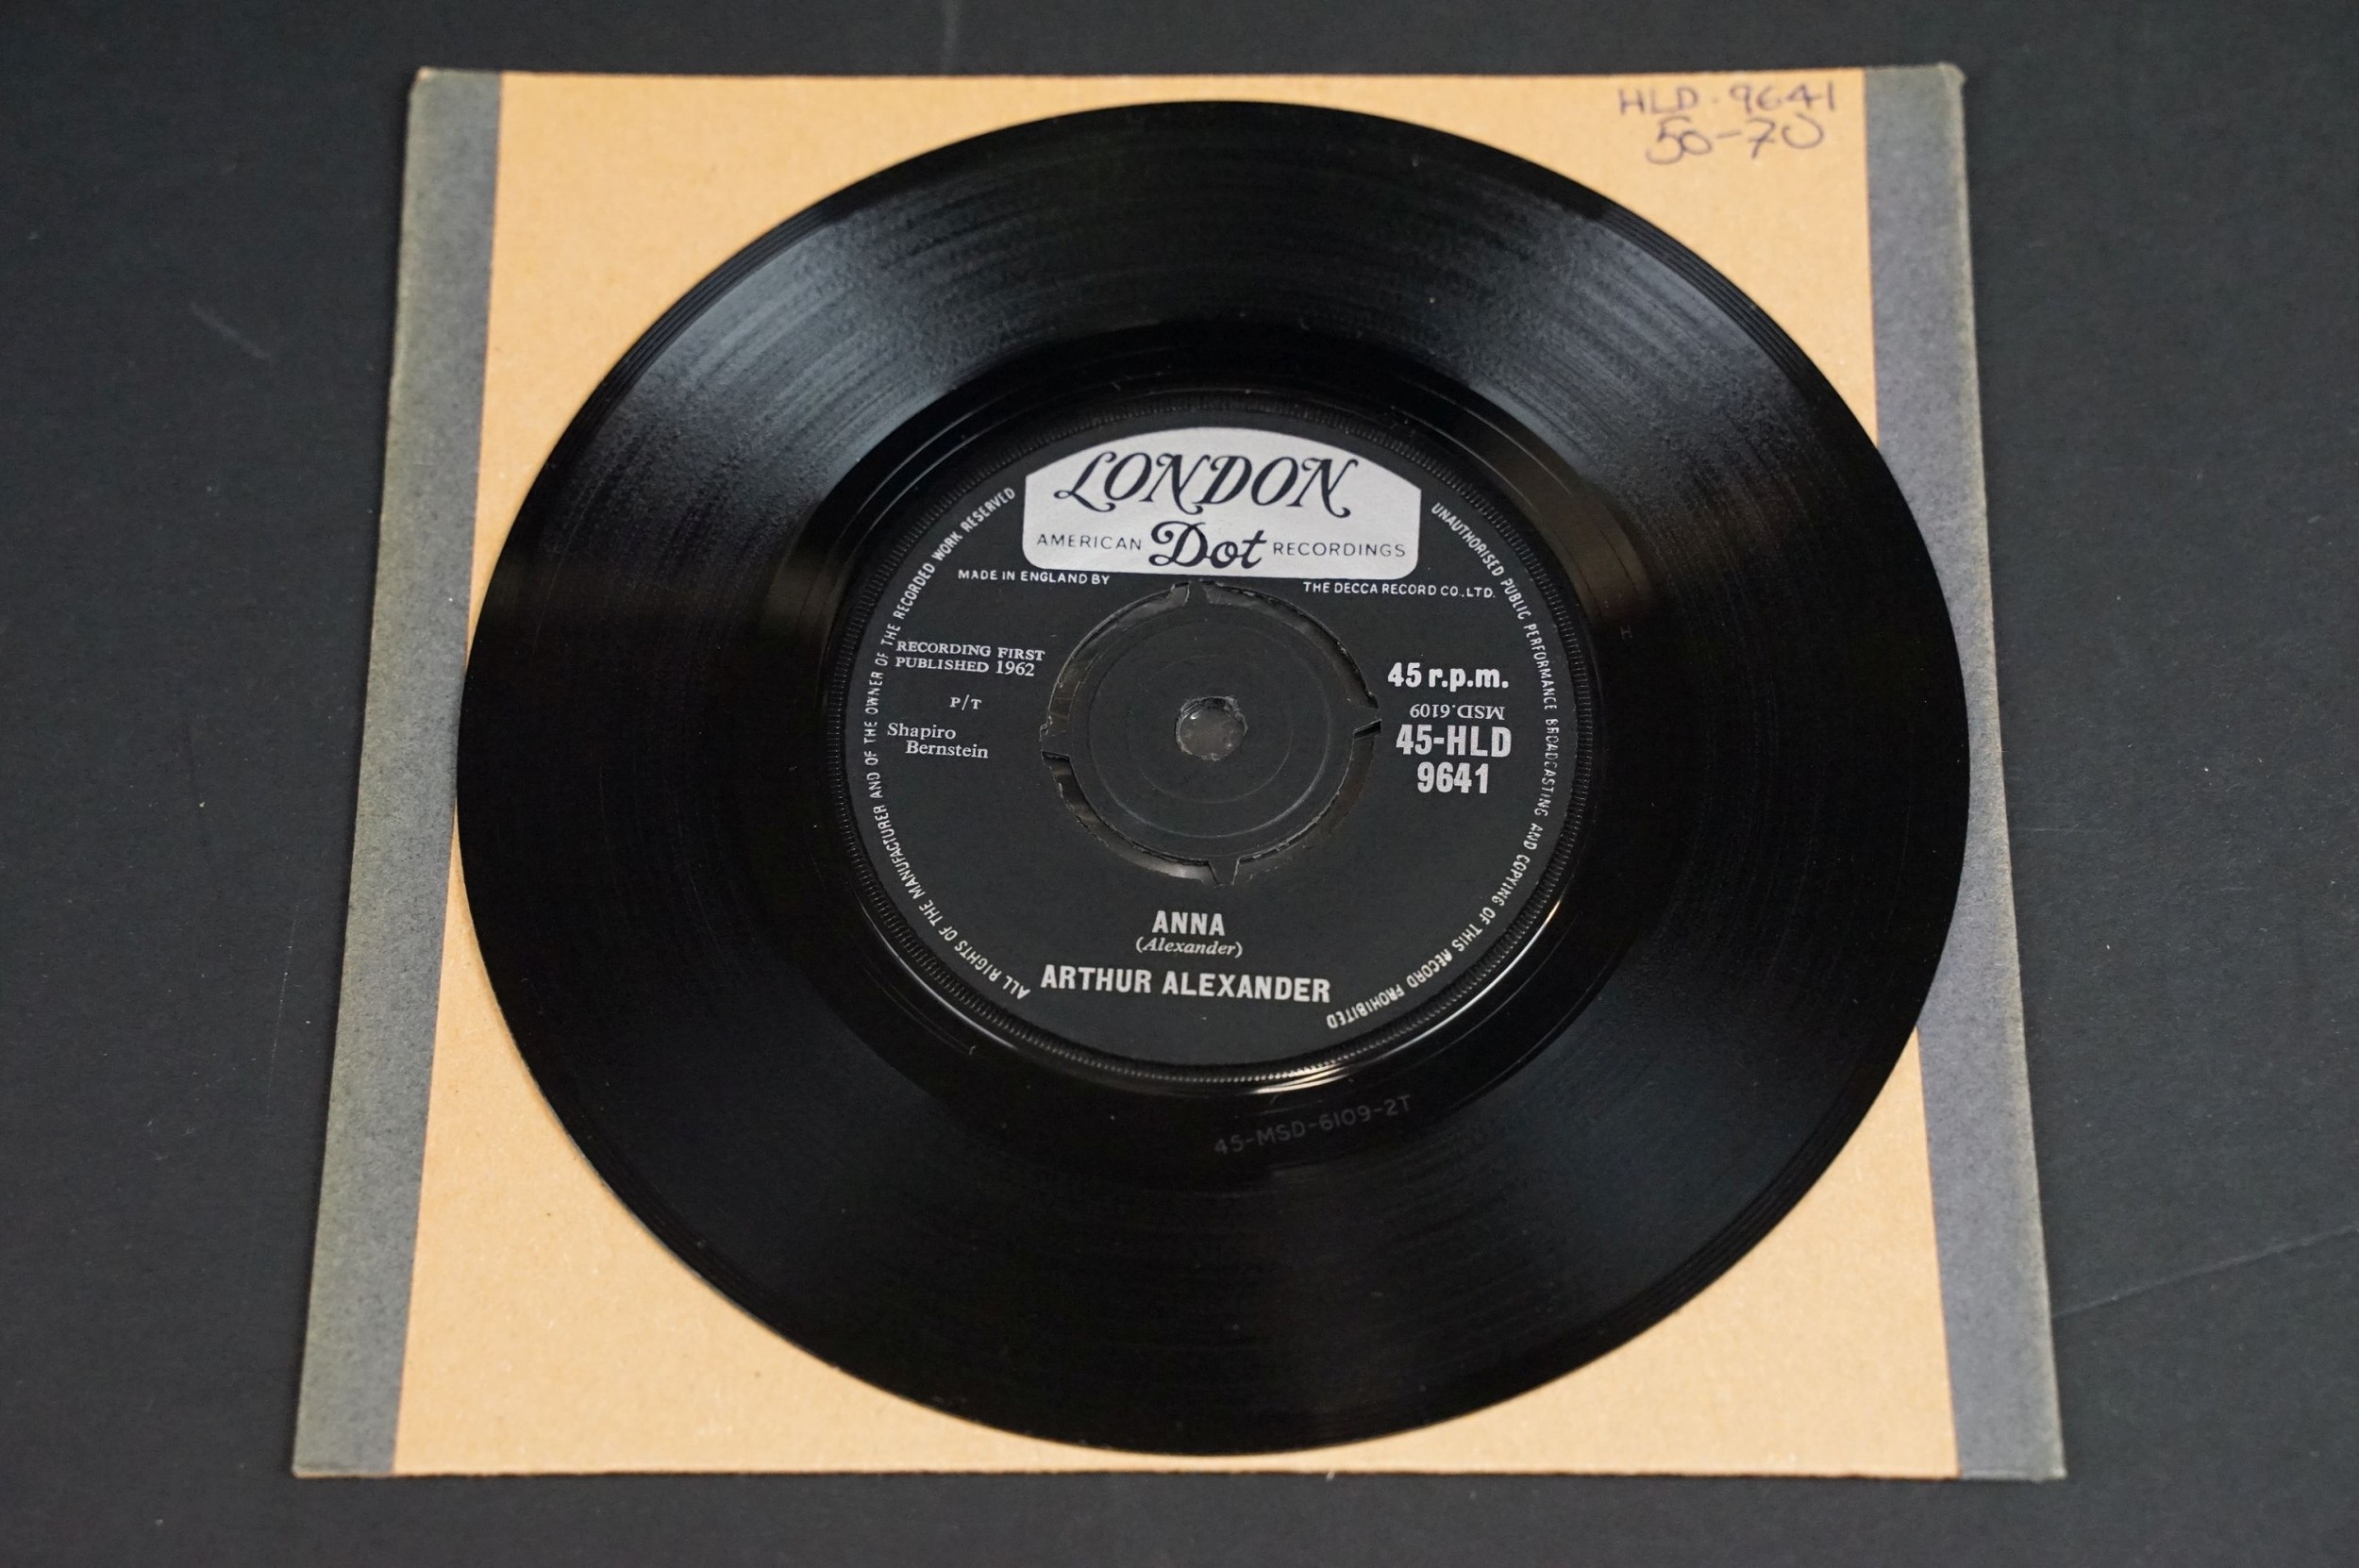 HLD·9641
50-70
LONDON
AMERICAN Dot RECORDINGS
MADE IN ENGLAND BY THE DECCA RECORD CO., LTD.
ALL RIGHTS OF THE MANUFACTURER AND OF THE OWNER OF THE RECORDED WORK RESERVED
UNAUTHORISED PUBLIC PERFORMANCE BROADCASTING AND COPYING OF THIS RECORD PROHIBITED
RECORDING FIRST
PUBLISHED 1962
P/T
Shapiro
Bernstein
45 r.p.m.
MSD.6109
45-HLD
9641
ANNA
(Alexander)
ARTHUR ALEXANDER
45-MSD-6109-2T
H